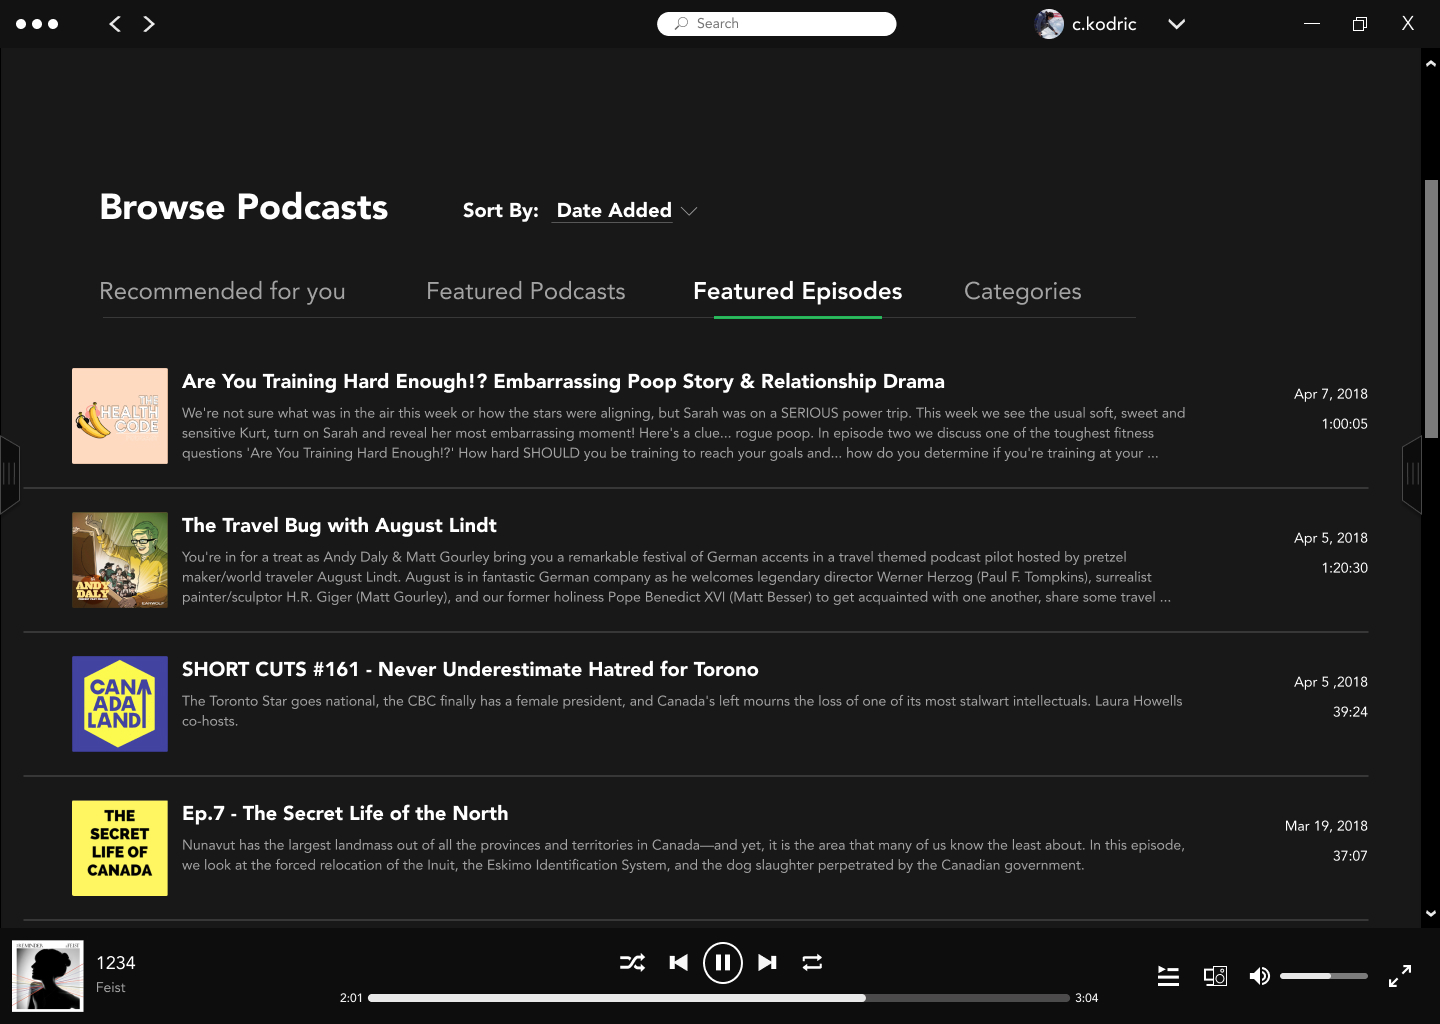 Search
c.kodric
X
Browse Podcasts
Sort By: Date Added
Recommended for you
Featured Podcasts
Featured Episodes
Categories
THE
HEALTH
CODE
Are You Training Hard Enough!? Embarrassing Poop Story & Relationship Drama
We're not sure what was in the air this week or how the stars were aligning, but Sarah was on a SERIOUS power trip. This week we see the usual soft, sweet and
sensitive Kurt, turn on Sarah and reveal her most embarrassing moment! Here's a clue... rogue poop. In episode two we discuss one of the toughest fitness
questions 'Are You Training Hard Enough!?' How hard SHOULD you be training to reach your goals and... how do you determine if you're training at your ...
Apr 7, 2018
1:00:05
ANDY
DALY
EARWOLF
The Travel Bug with August Lindt
You're in for a treat as Andy Daly & Matt Gourley bring you a remarkable festival of German accents in a travel themed podcast pilot hosted by pretzel
maker/world traveler August Lindt. August is in fantastic German company as he welcomes legendary director Werner Herzog (Paul F. Tompkins), surrealist
painter/sculptor H.R. Giger (Matt Gourley), and our former holiness Pope Benedict XVI (Matt Besser) to get acquainted with one another, share some travel ...
Apr 5, 2018
1:20:30
CANA
ADA
LAND
SHORT CUTS #161 - Never Underestimate Hatred for Torono
The Toronto Star goes national, the CBC finally has a female president, and Canada's left mourns the loss of one of its most stalwart intellectuals. Laura Howells
co-hosts.
Apr 5 ,2018
39:24
THE
SECRET
LIFE OF
CANADA
Ep.7 - The Secret Life of the North
Nunavut has the largest landmass out of all the provinces and territories in Canada—and yet, it is the area that many of us know the least about. In this episode,
we look at the forced relocation of the Inuit, the Eskimo Identification System, and the dog slaughter perpetrated by the Canadian government.
Mar 19, 2018
37:07
FEIST
1234
Feist
2:01
3:04